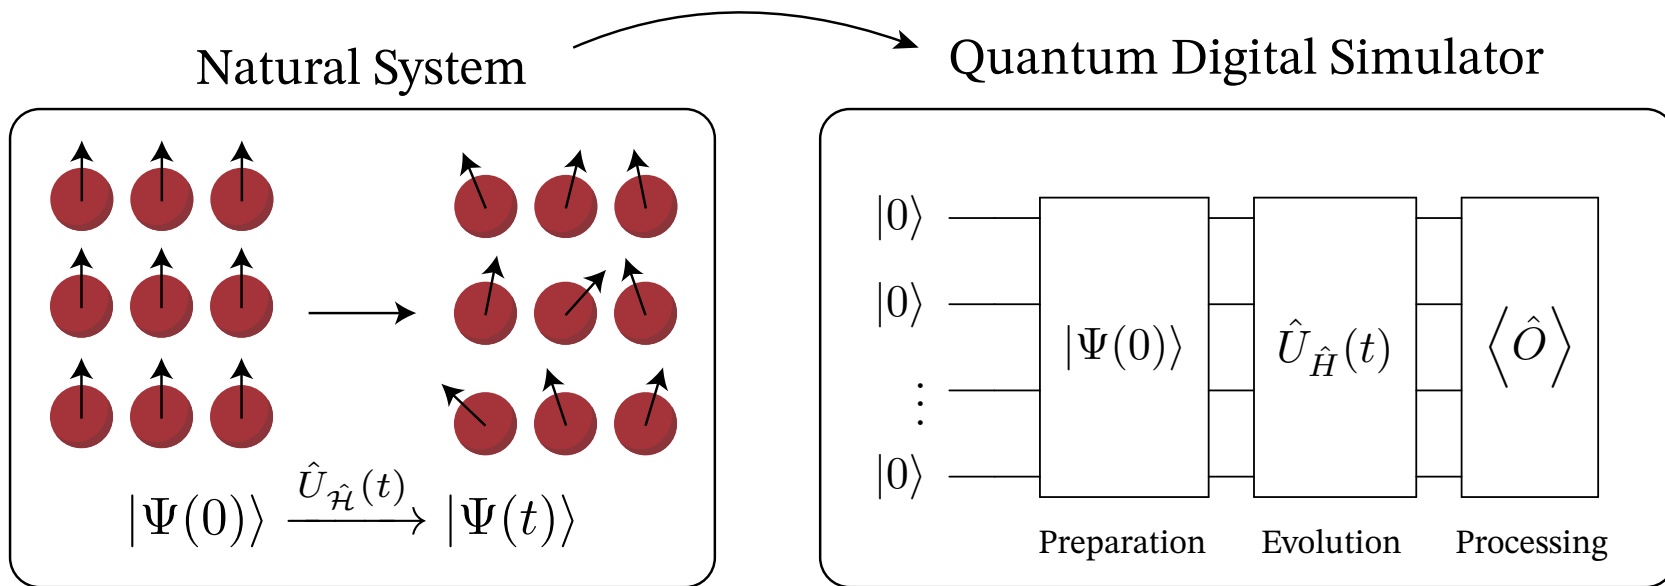 Natural System
Quantum Digital Simulator
|Ψ(0)⟩ Û_ℋ̂(t) |Ψ(t)⟩
|0⟩
|0⟩
⋮
|0⟩
|Ψ(0)⟩
Û_Ĥ(t)
⟨Ô⟩
Preparation
Evolution
Processing